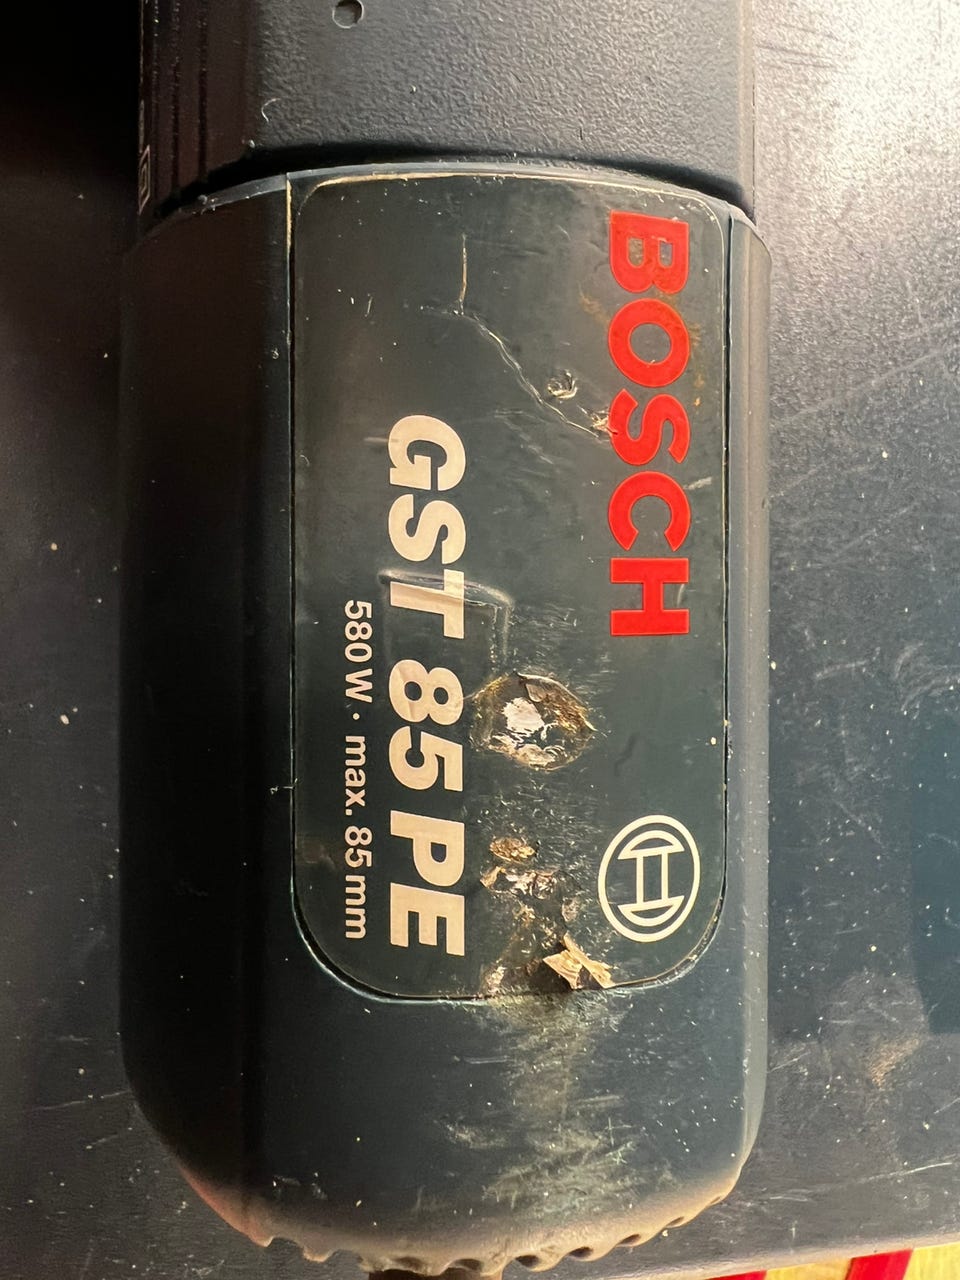 BOSCH
GST 85 PE
580 W · max. 85 mm